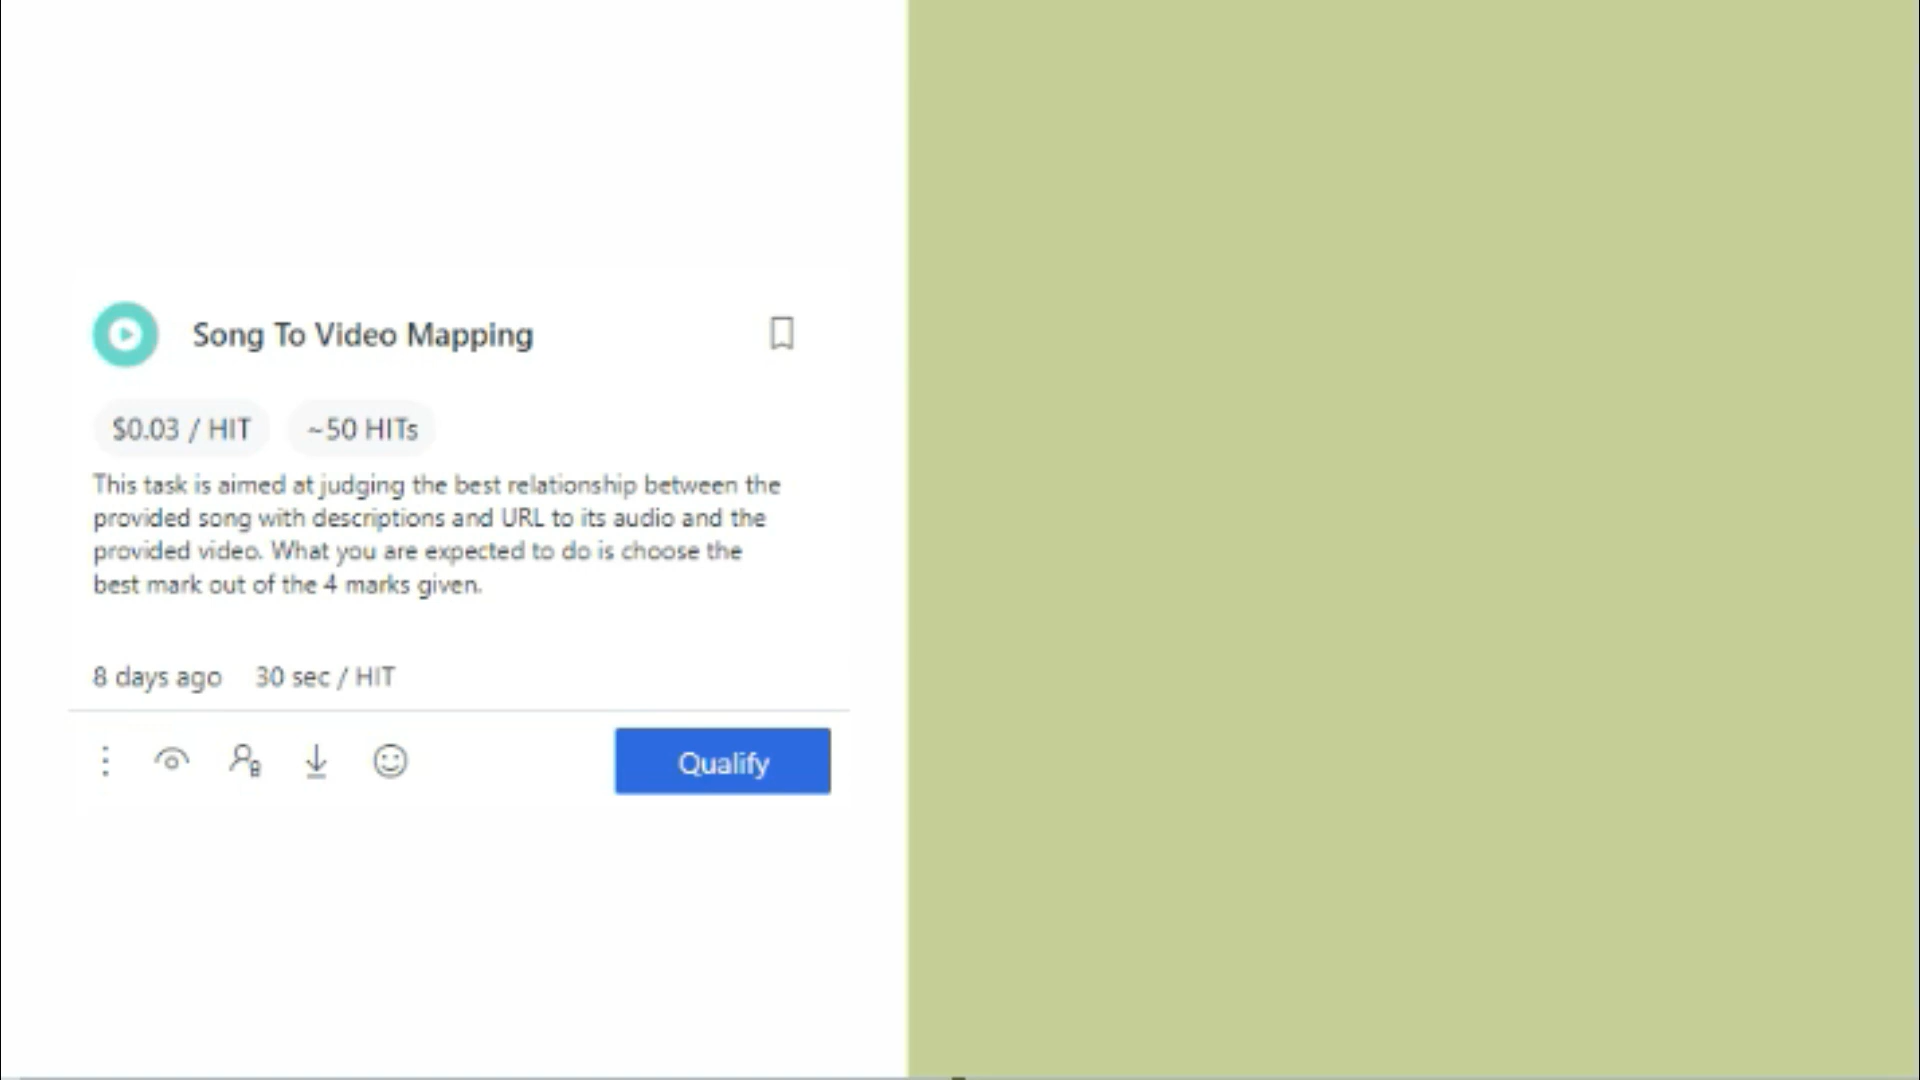 Song To Video Mapping
$0.03 / HIT ~50 HITs
This task is aimed at judging the best relationship between the
provided song with descriptions and URL to its audio and the
provided video. What you are expected to do is choose the
best mark out of the 4 marks given.
8 days ago 30 sec / HIT
Qualify